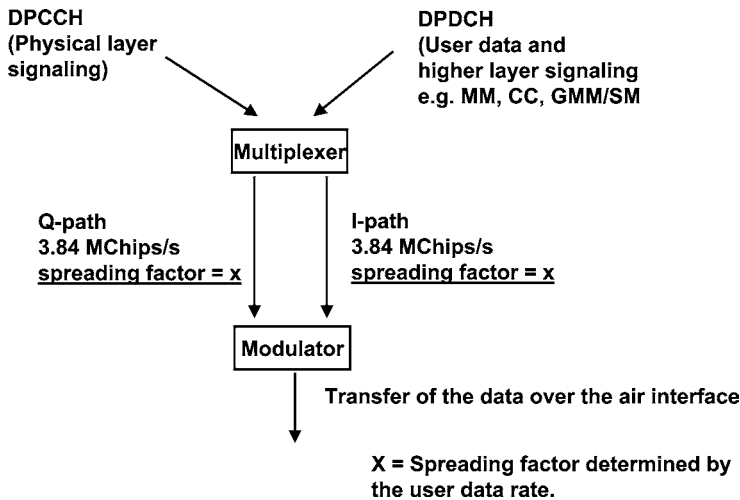 DPCCH
(Physical layer
signaling)
DPDCH
(User data and
higher layer signaling
e.g. MM, CC, GMM/SM
Multiplexer
Q-path
3.84 MChips/s
spreading factor = x
I-path
3.84 MChips/s
spreading factor = x
Modulator
Transfer of the data over the air interface
X = Spreading factor determined by
the user data rate.